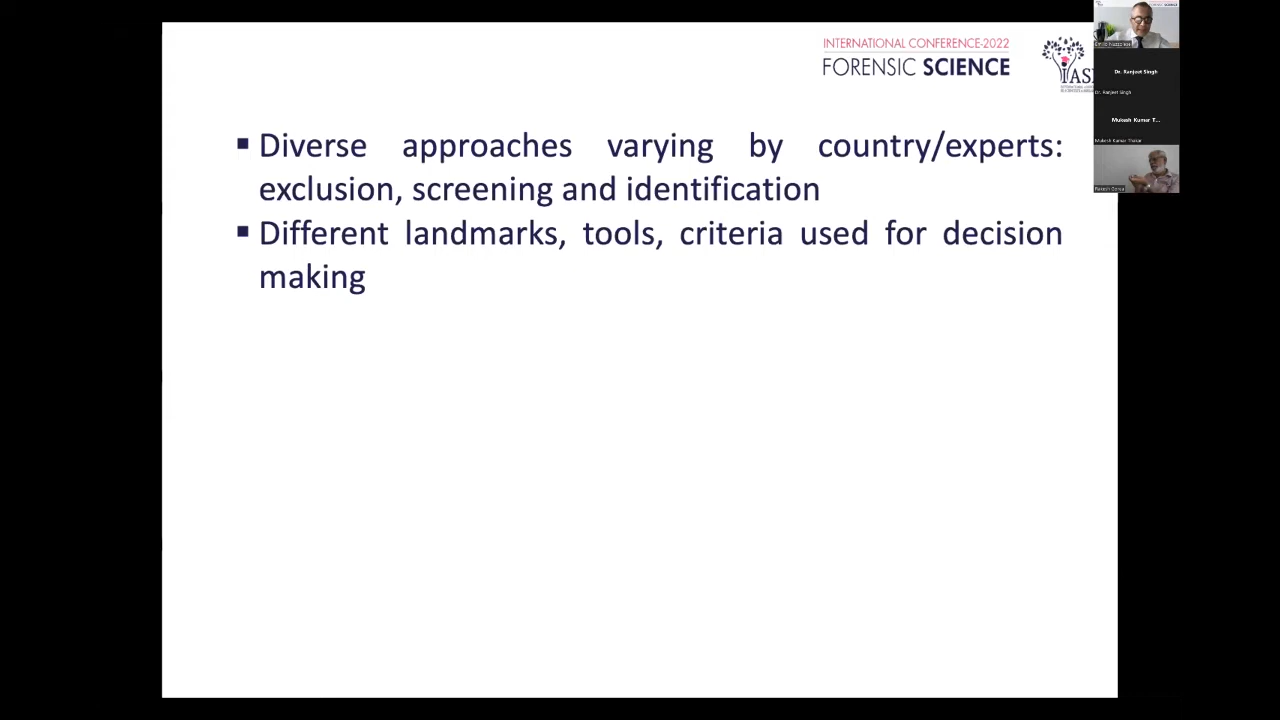 INTERNATIONAL CONFERENCE-2022
FORENSIC SCIENCE
IAS
▪ Diverse approaches varying by country/experts:
exclusion, screening and identification
▪ Different landmarks, tools, criteria used for decision
making
Dr. Ranjeet Singh
Dr. Ranjeet Singh
Mukesh Kumar T...
Mukesh Kumar Thakar